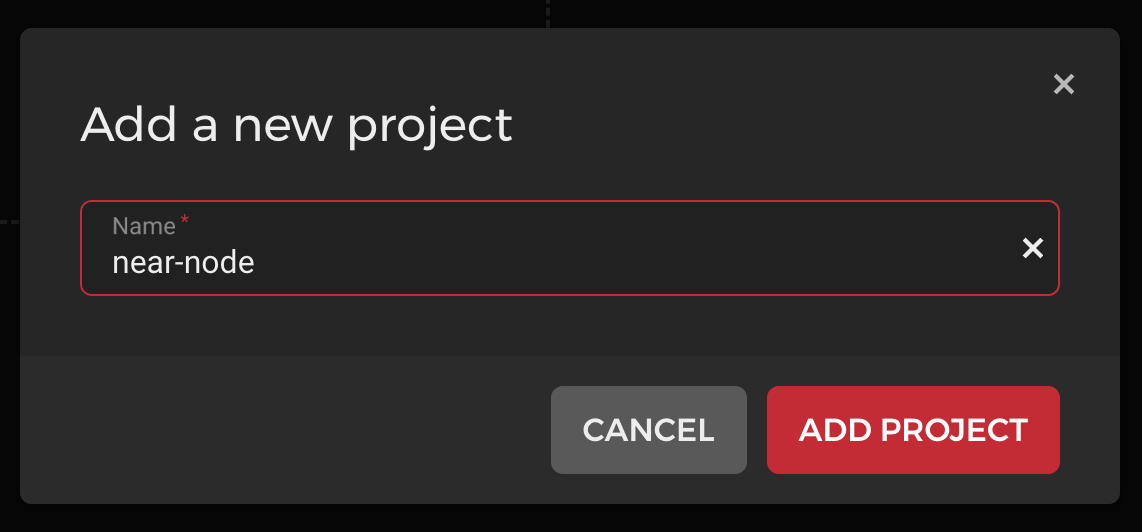 Add a new project
Name *
near-node
CANCEL
ADD PROJECT